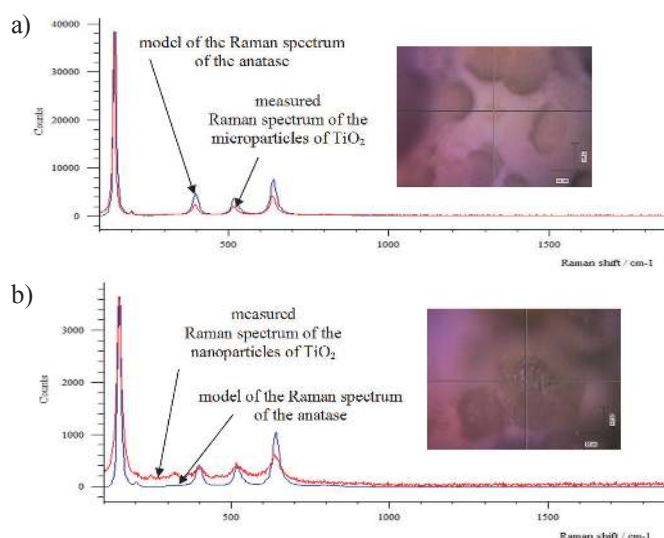 a)
40000
30000
20000
10000
0
Counts
model of the Raman spectrum
of the anatase
measured
Raman spectrum of the
microparticles of TiO2
500
1000
1500
Raman shift / cm-1
b)
3000
2000
1000
0
Counts
measured
Raman spectrum of the
nanoparticles of TiO2
model of the Raman spectrum
of the anatase
500
1000
1500
Raman shift / cm-1